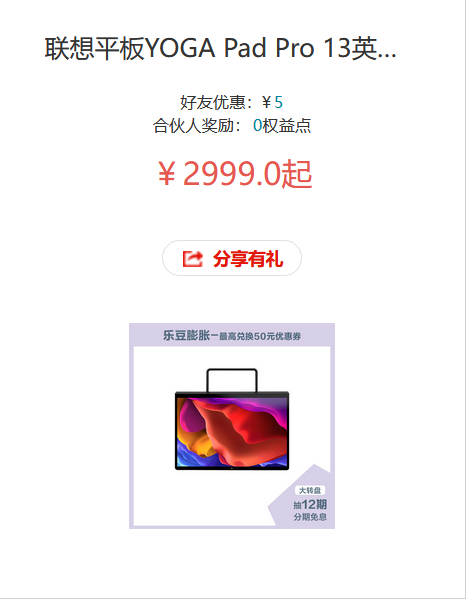 联想平板YOGA Pad Pro 13英...
好友优惠：¥ 5
合伙人奖励： 0权益点
¥ 2999.0起
分享有礼
乐豆膨胀－最高兑换50元优惠券
大转盘
抽12期
分期免息